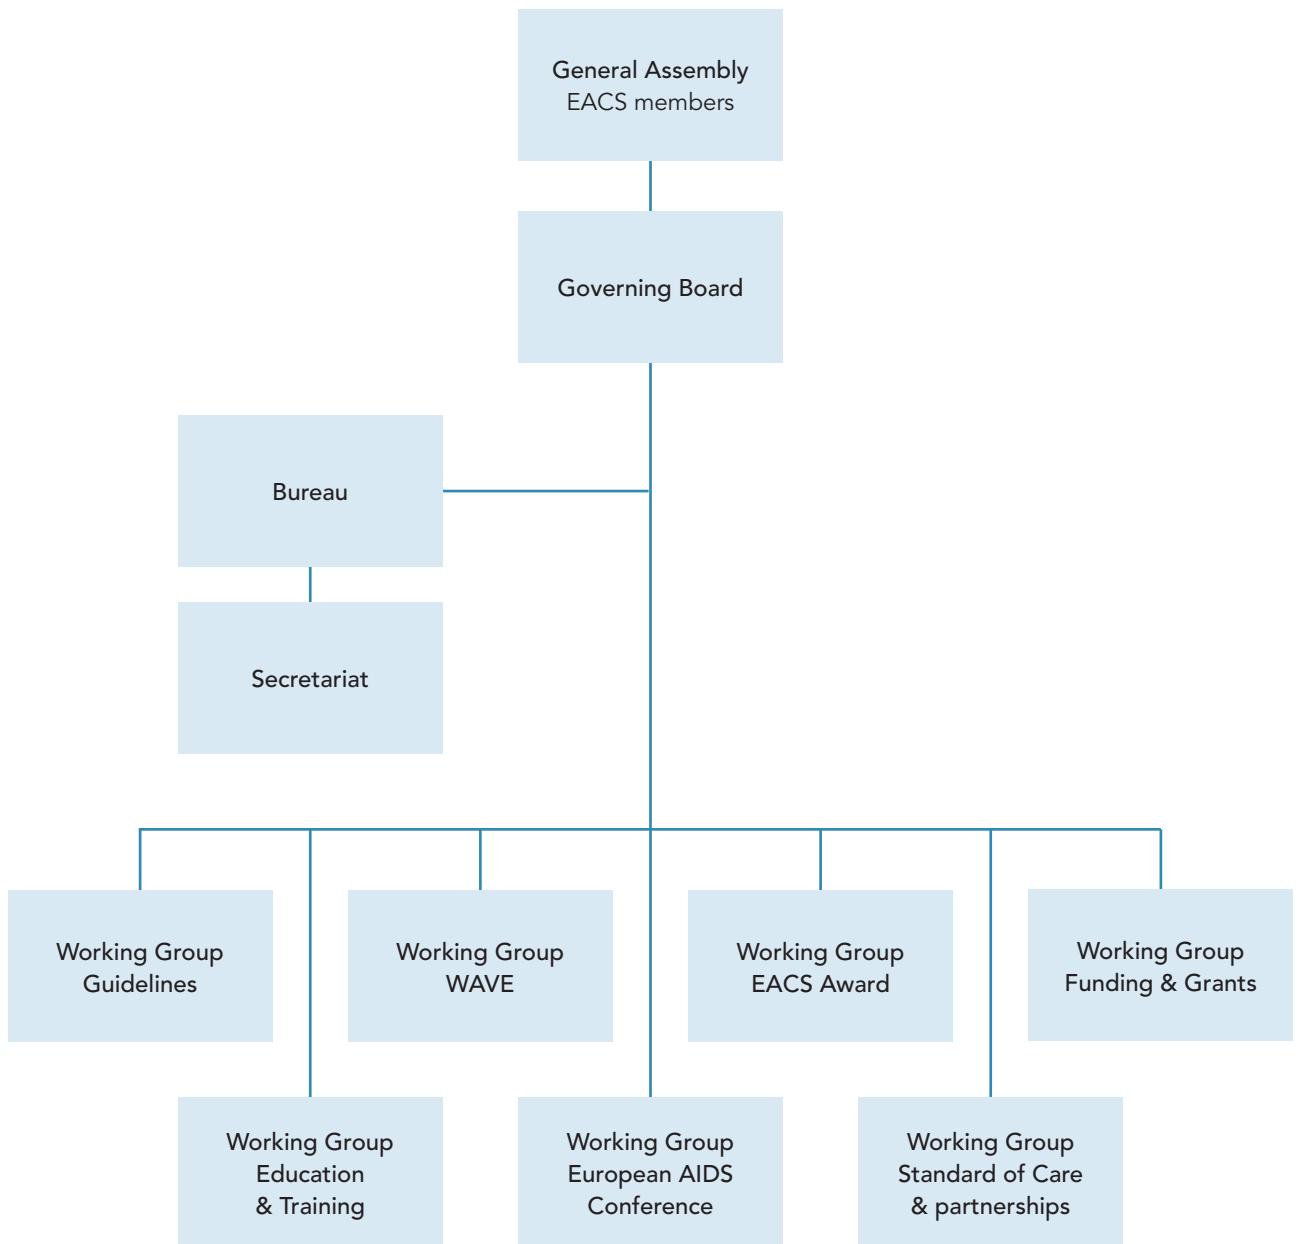 General Assembly
EACS members
Governing Board
Bureau
Secretariat
Working Group
Guidelines
Working Group
WAVE
Working Group
EACS Award
Working Group
Funding & Grants
Working Group
Education
& Training
Working Group
European AIDS
Conference
Working Group
Standard of Care
& partnerships